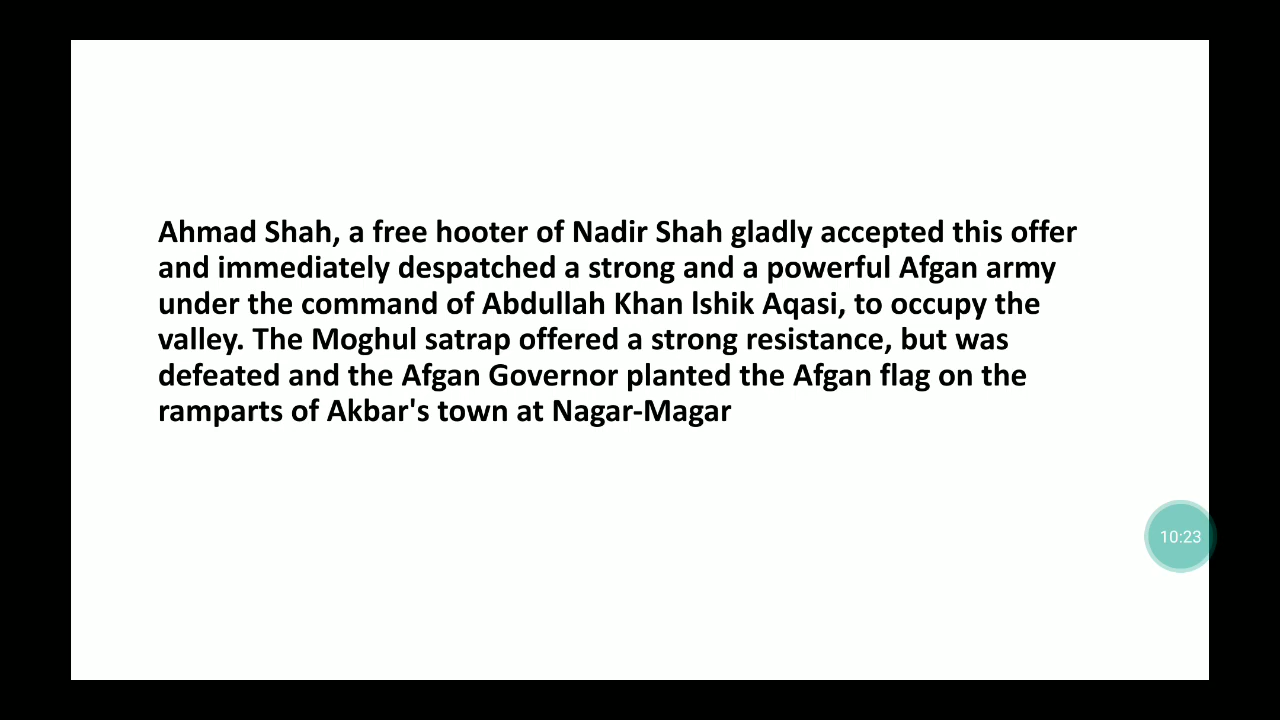 Ahmad Shah, a free hooter of Nadir Shah gladly accepted this offer
and immediately despatched a strong and a powerful Afgan army
under the command of Abdullah Khan lshik Aqasi, to occupy the
valley. The Moghul satrap offered a strong resistance, but was
defeated and the Afgan Governor planted the Afgan flag on the
ramparts of Akbar's town at Nagar-Magar
10:23